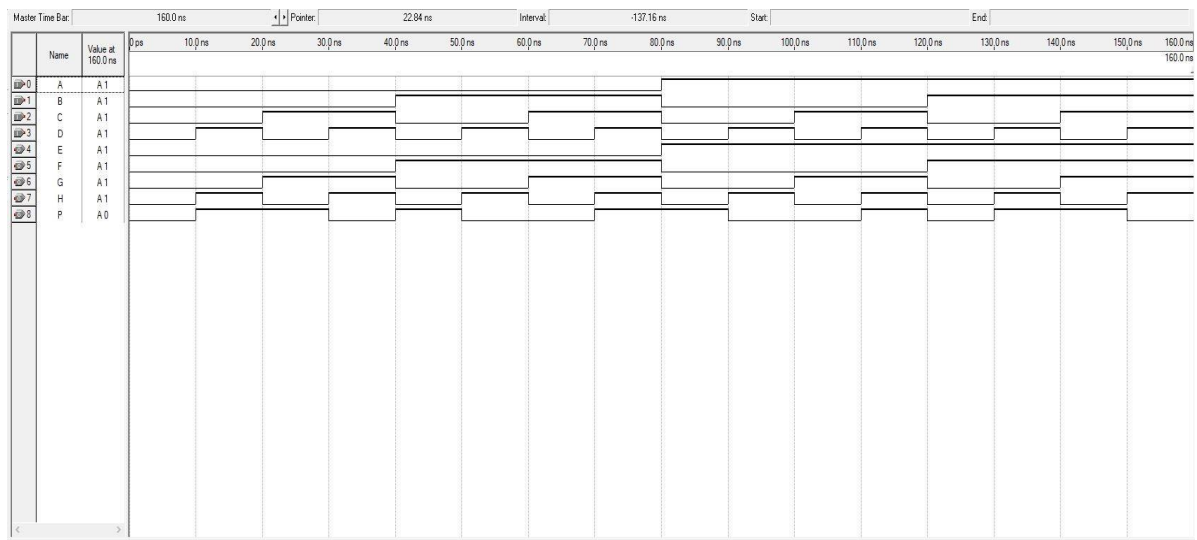 Master Time Bar: 160.0 ns Pointer: 22.84 ns Interval: -137.16 ns Start: End:
Name Value at 160.0 ns 0 ps 10.0 ns 20.0 ns 30.0 ns 40.0 ns 50.0 ns 60.0 ns 70.0 ns 80.0 ns 90.0 ns 100.0 ns 110.0 ns 120.0 ns 130.0 ns 140.0 ns 150.0 ns 160.0 ns
160.0 ns
0 A A 1
1 B A 1
2 C A 1
3 D A 1
4 E A 1
5 F A 1
6 G A 1
7 H A 1
8 P A 0